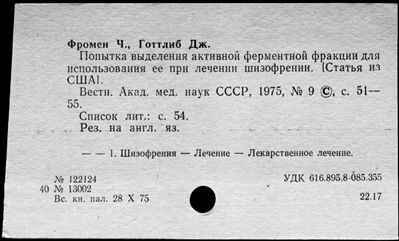 Фромен Ч., Готтлиб Дж.
Попытка выделения активной ферментной фракции для
использования ее при лечении шизофрении. [Статья из
США].
Вестн. Акад. мед. наук СССР, 1975, № 9 ©, с. 51—
55.
Список лит.: с. 54.
Рез. на англ. яз.
— — 1. Шизофрения — Лечение — Лекарственное лечение.
№ 122124
УДК 616.895.8-085.355
40 № 13002
Вс. кн. пал. 28 X 75
22.17